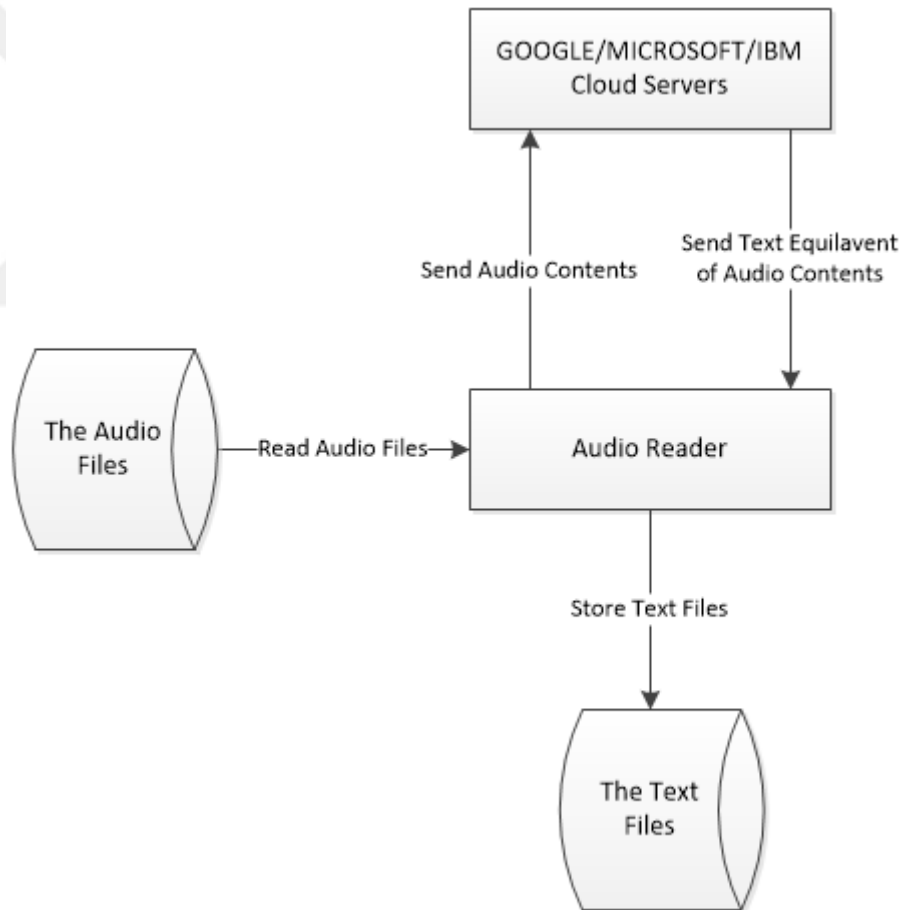 GOOGLE/MICROSOFT/IBM
Cloud Servers
Send Audio Contents
Send Text Equilavent
of Audio Contents
The Audio
Files
Read Audio Files
Audio Reader
Store Text Files
The Text
Files